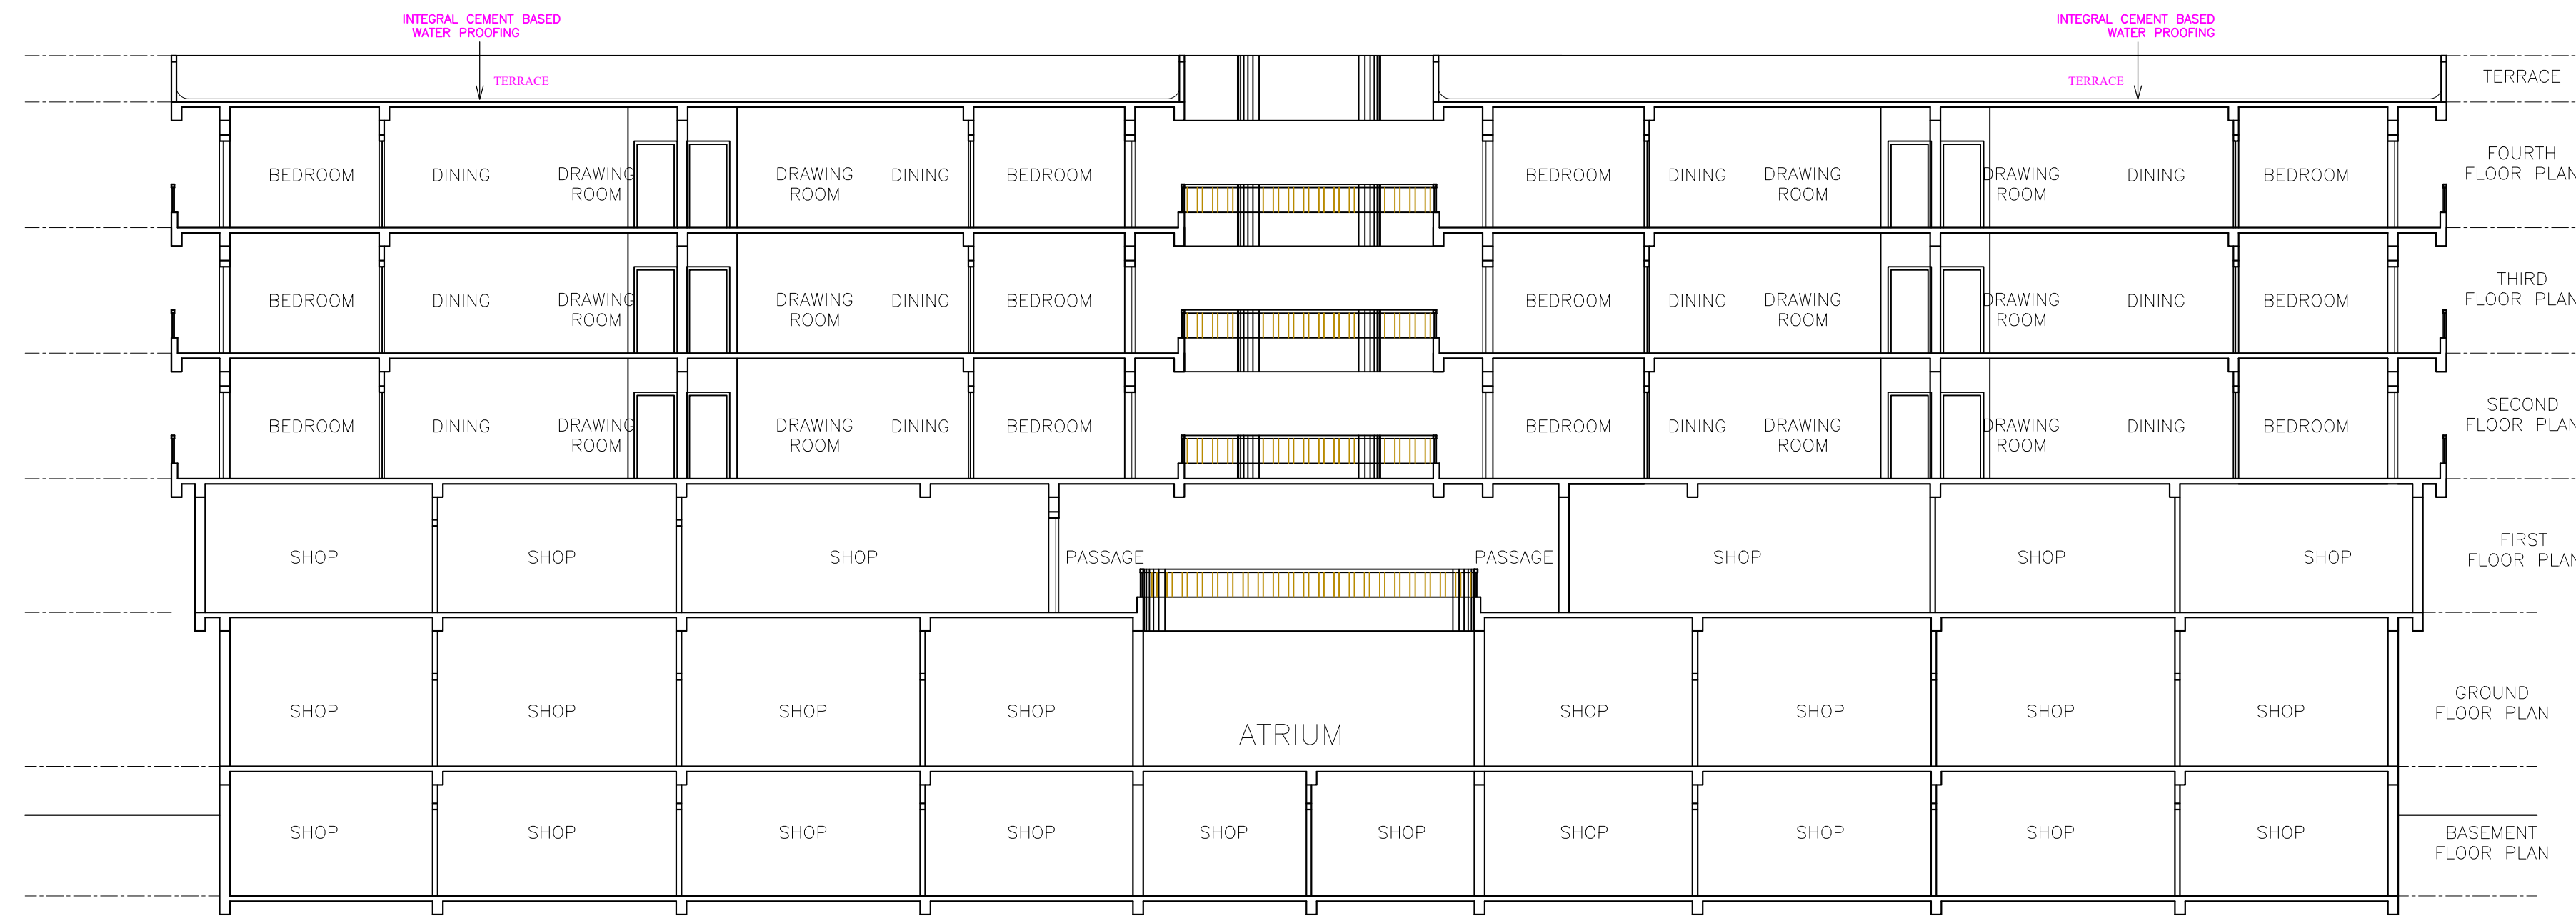 INTEGRAL CEMENT BASED
WATER PROOFING
INTEGRAL CEMENT BASED
WATER PROOFING
TERRACE
TERRACE
TERRACE
BEDROOM
DINING
DRAWING
ROOM
DRAWING
ROOM
DINING
BEDROOM
BEDROOM
DINING
DRAWING
ROOM
DRAWING
ROOM
DINING
BEDROOM
FOURTH
FLOOR PLAN
BEDROOM
DINING
DRAWING
ROOM
DRAWING
ROOM
DINING
BEDROOM
BEDROOM
DINING
DRAWING
ROOM
DRAWING
ROOM
DINING
BEDROOM
THIRD
FLOOR PLAN
BEDROOM
DINING
DRAWING
ROOM
DRAWING
ROOM
DINING
BEDROOM
BEDROOM
DINING
DRAWING
ROOM
DRAWING
ROOM
DINING
BEDROOM
SECOND
FLOOR PLAN
SHOP
SHOP
SHOP
PASSAGE
PASSAGE
SHOP
SHOP
SHOP
FIRST
FLOOR PLAN
SHOP
SHOP
SHOP
SHOP
ATRIUM
SHOP
SHOP
SHOP
SHOP
GROUND
FLOOR PLAN
SHOP
SHOP
SHOP
SHOP
SHOP
SHOP
SHOP
SHOP
SHOP
SHOP
BASEMENT
FLOOR PLAN